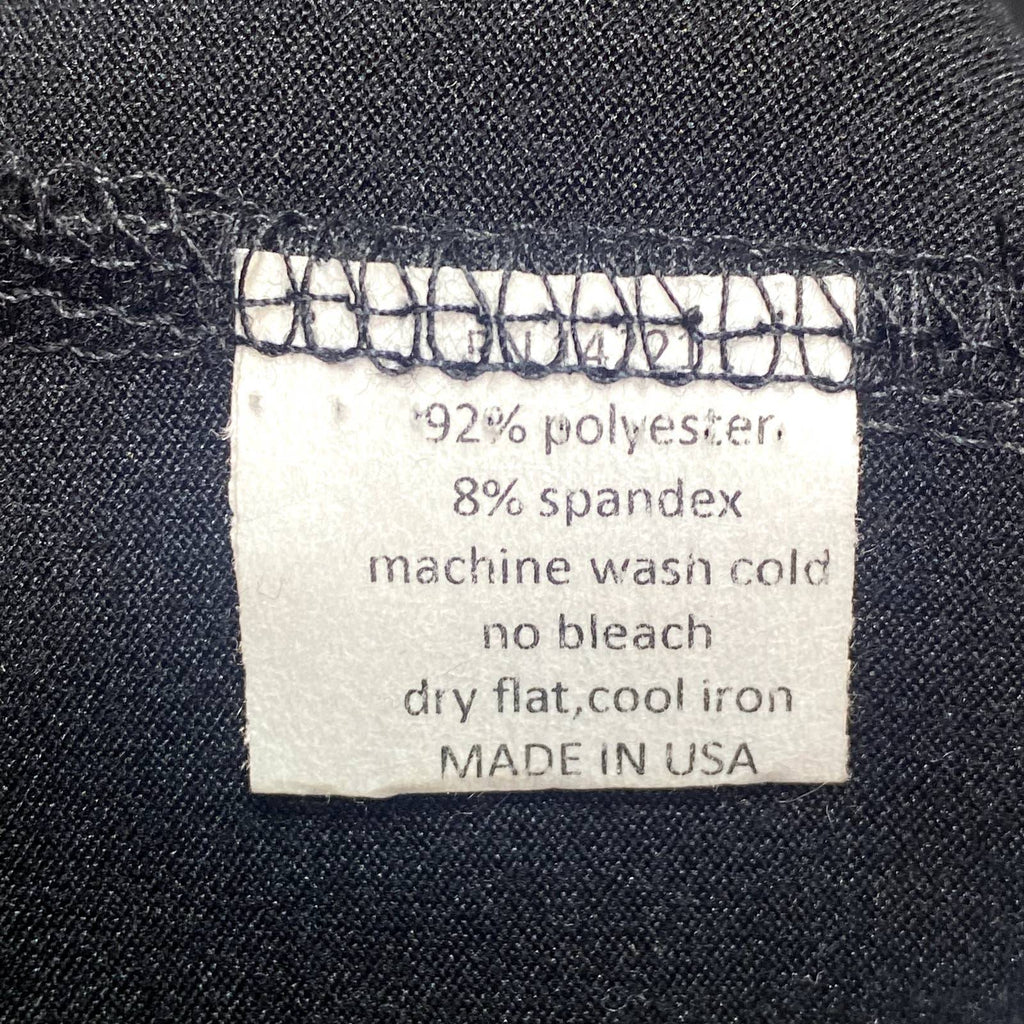 92% polyester
8% spandex
machine wash cold
no bleach
dry flat,cool iron
MADE IN USA